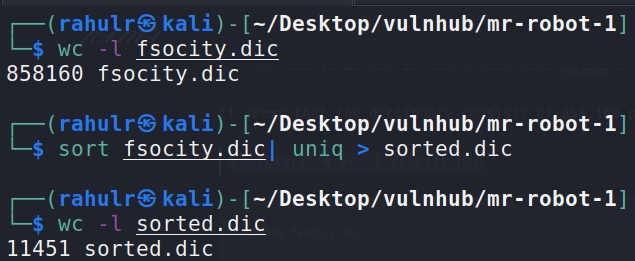 ┌──(rahulr㉿kali)-[~/Desktop/vulnhub/mr-robot-1]
└─$ wc -l fsocity.dic
858160 fsocity.dic
┌──(rahulr㉿kali)-[~/Desktop/vulnhub/mr-robot-1]
└─$ sort fsocity.dic| uniq > sorted.dic
┌──(rahulr㉿kali)-[~/Desktop/vulnhub/mr-robot-1]
└─$ wc -l sorted.dic
11451 sorted.dic